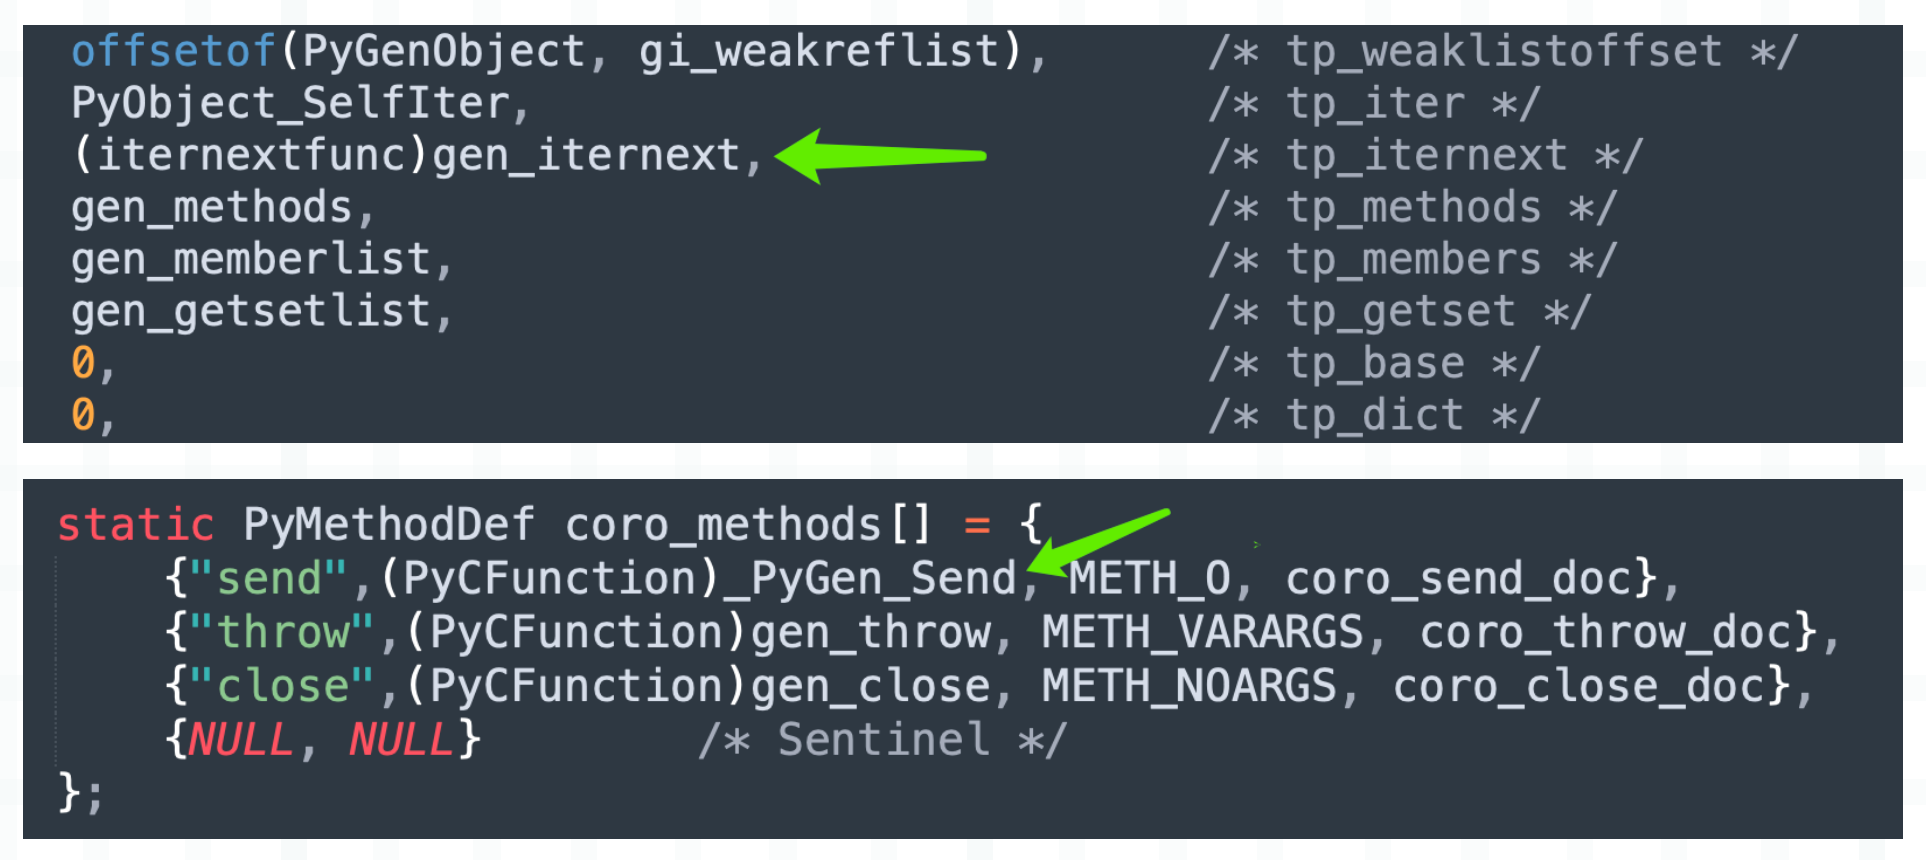 offsetof(PyGenObject, gi_weakreflist), /* tp_weaklistoffset */
PyObject_SelfIter, /* tp_iter */
(iternextfunc)gen_iternext, /* tp_iternext */
gen_methods, /* tp_methods */
gen_memberlist, /* tp_members */
gen_getsetlist, /* tp_getset */
0, /* tp_base */
0, /* tp_dict */
static PyMethodDef coro_methods[] = {
{"send",(PyCFunction)_PyGen_Send, METH_O, coro_send_doc},
{"throw",(PyCFunction)gen_throw, METH_VARARGS, coro_throw_doc},
{"close",(PyCFunction)gen_close, METH_NOARGS, coro_close_doc},
{NULL, NULL} /* Sentinel */
};